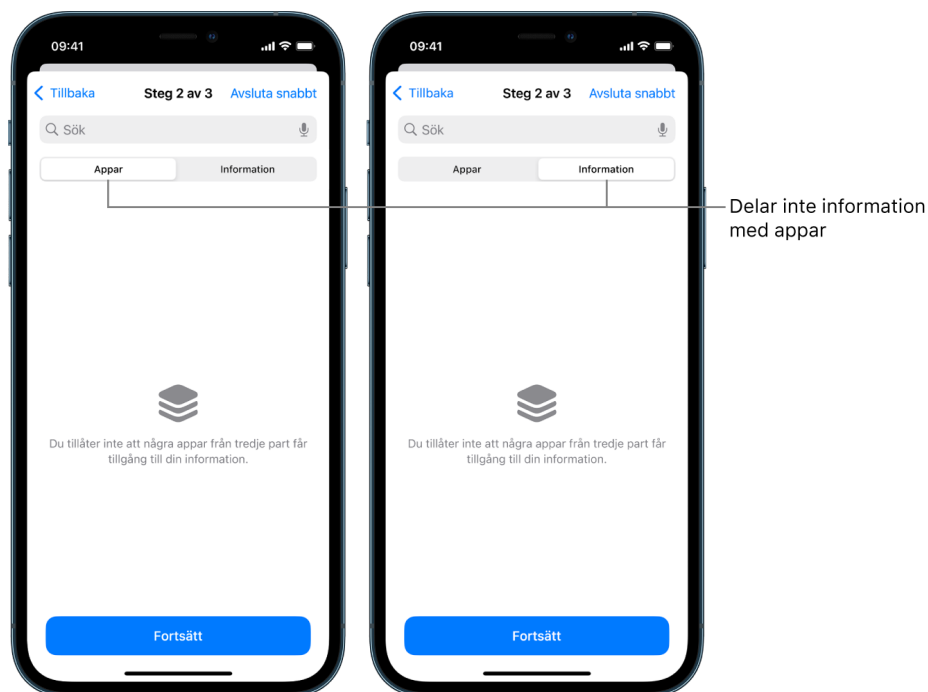 09:41
Tillbaka
Steg 2 av 3
Avsluta snabbt
Sök
Appar
Information
Du tillåter inte att några appar från tredje part får
tillgång till din information.
Fortsätt
09:41
Tillbaka
Steg 2 av 3
Avsluta snabbt
Sök
Appar
Information
Du tillåter inte att några appar från tredje part får
tillgång till din information.
Fortsätt
Delar inte information
med appar